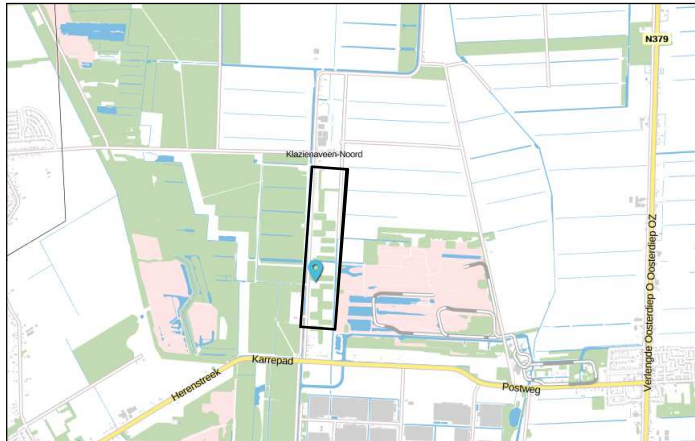 N379
Klazienaveen-Noord
Verlengde Oosterdiep O Oosterdiep OZ
Karrepad
Herenstreek
Postweg